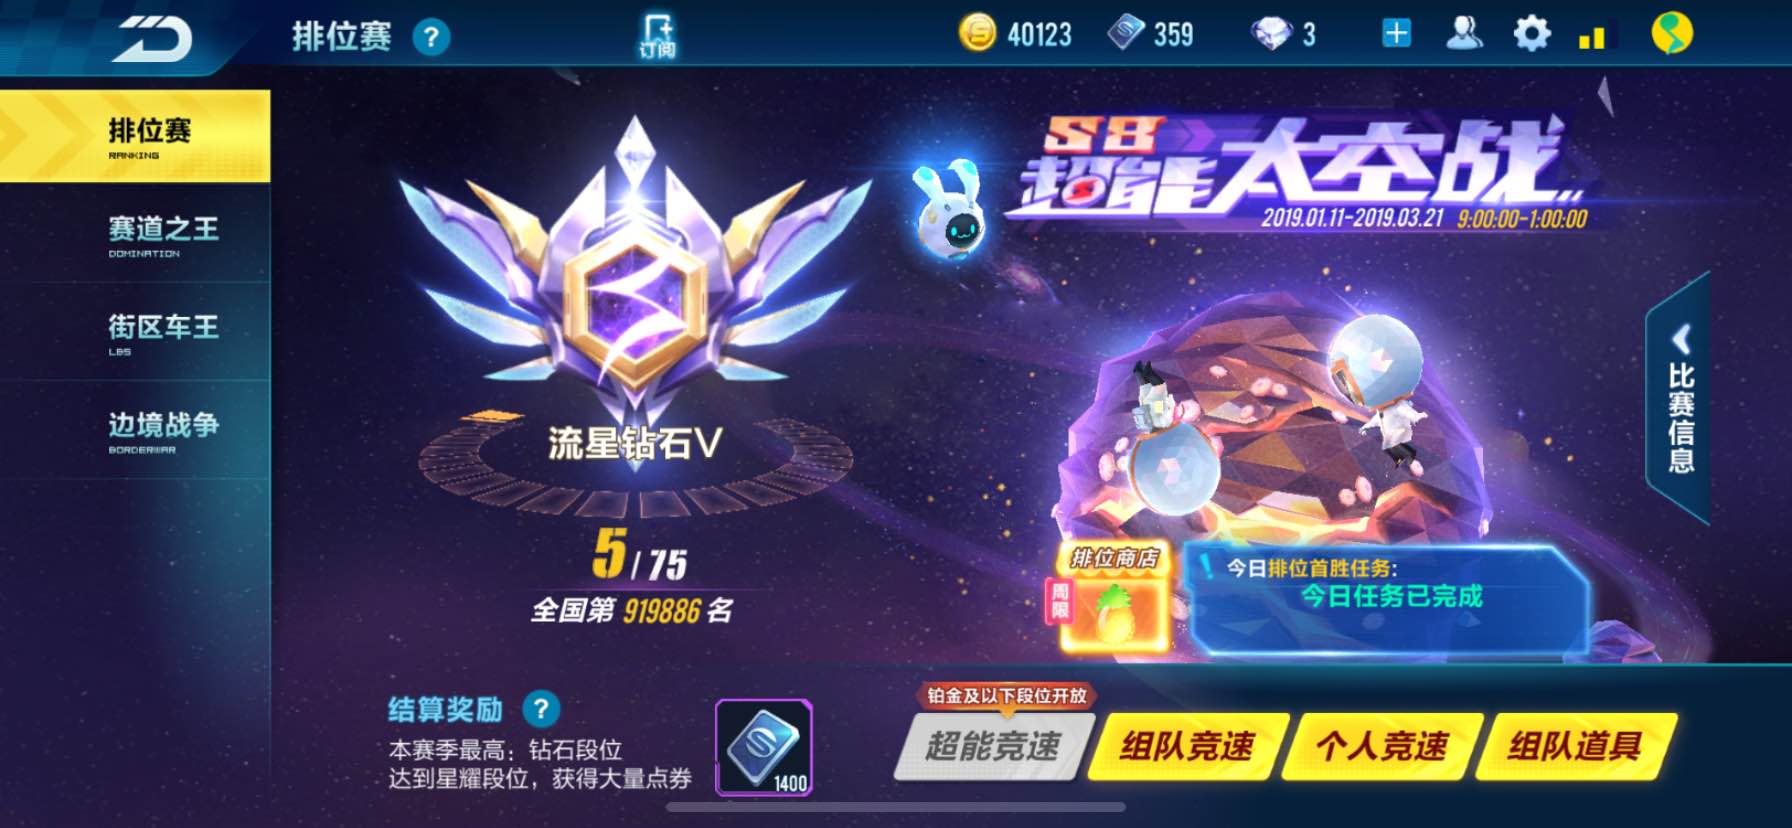 排位赛 ?
订阅
40123
359
3
排位赛
RANKING
赛道之王
DOMINATION
街区车王
LBS
边境战争
BORDERWAR
S8
超能太空战
2019.01.11-2019.03.21 9:00:00-1:00:00
比赛信息
流星钻石V
5/75
全国第 919886 名
排位商店
周限
今日排位首胜任务:
今日任务已完成
结算奖励 ?
本赛季最高：钻石段位
达到星耀段位，获得大量点券
1400
铂金及以下段位开放
超能竞速
组队竞速
个人竞速
组队道具